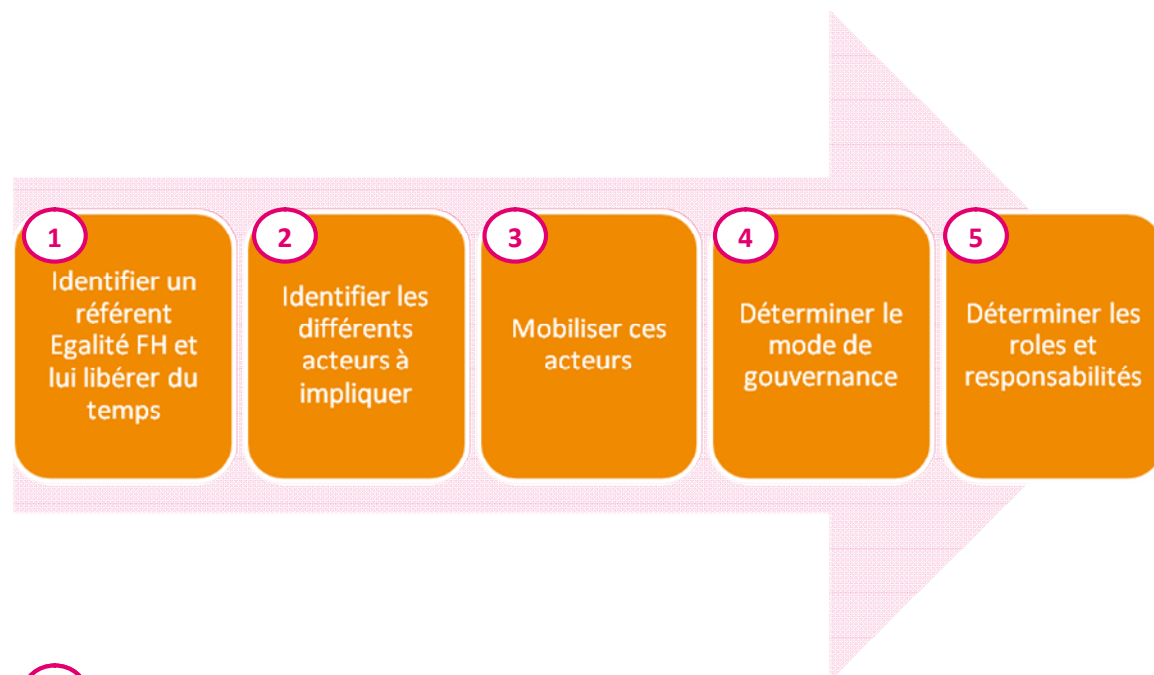 1
Identifier un
référent
Egalité FH et
lui libérer du
temps
2
Identifier les
différents
acteurs à
impliquer
3
Mobiliser ces
acteurs
4
Déterminer le
mode de
gouvernance
5
Déterminer les
roles et
responsabilités